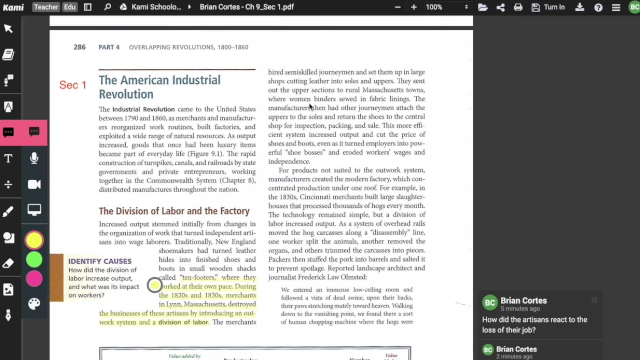 Kami
Teacher
Edu
Kami Schoolo...
Brian Cortes_Ch 9_Sec 1.pdf
100%
Turn In
BC
286 PART 4 OVERLAPPING REVOLUTIONS, 1800–1860
Sec 1
The American Industrial
Revolution
The Industrial Revolution came to the United States
between 1790 and 1860, as merchants and manufactur-
ers reorganized work routines, built factories, and
exploited a wide range of natural resources. As output
increased, goods that once had been luxury items
became part of everyday life (Figure 9.1). The rapid
construction of turnpikes, canals, and railroads by state
governments and private entrepreneurs, working
together in the Commonwealth System (Chapter 8),
distributed manufactures throughout the nation.
The Division of Labor and the Factory
Increased output stemmed initially from changes in
the organization of work that turned independent arti-
sans into wage laborers. Traditionally, New England
shoemakers had turned leather
hides into finished shoes and
boots in small wooden shacks
called "ten-footers," where they
worked at their own pace. During
the 1820s and 1830s, merchants
in Lynn, Massachusetts, destroyed
the businesses of these artisans by introducing an out-
work system and a division of labor. The merchants
IDENTIFY CAUSES
How did the division of
labor increase output,
and what was its impact
on workers?
hired semiskilled journeymen and set them up in large
shops cutting leather into soles and uppers. They sent
out the upper sections to rural Massachusetts towns,
where women binders sewed in fabric linings. The
manufacturers then had other journeymen attach the
uppers to the soles and return the shoes to the central
shop for inspection, packing, and sale. This more effi-
cient system increased output and cut the price of
shoes and boots, even as it turned employers into pow-
erful "shoe bosses" and eroded workers' wages and
independence.
For products not suited to the outwork system,
manufacturers created the modern factory, which con-
centrated production under one roof. For example, in
the 1830s, Cincinnati merchants built large slaughter-
houses that processed thousands of hogs every month.
The technology remained simple, but a division of
labor increased output. As a system of overhead rails
moved the hog carcasses along a "disassembly" line,
one worker split the animals, another removed the
organs, and others trimmed the carcasses into pieces.
Packers then stuffed the pork into barrels and salted it
to prevent spoilage. Reported landscape architect and
journalist Frederick Law Olmsted:
We entered an immense low-ceiling room and
followed a vista of dead swine, upon their backs,
their paws stretching mutely toward heaven. Walking
down to the vanishing point, we found there a sort
of human chopping-machine where the hogs were
BC Brian Cortes
5 minutes ago
How did the artisans react to the
loss of their job?
BC Brian Cortes
2 minutes ago